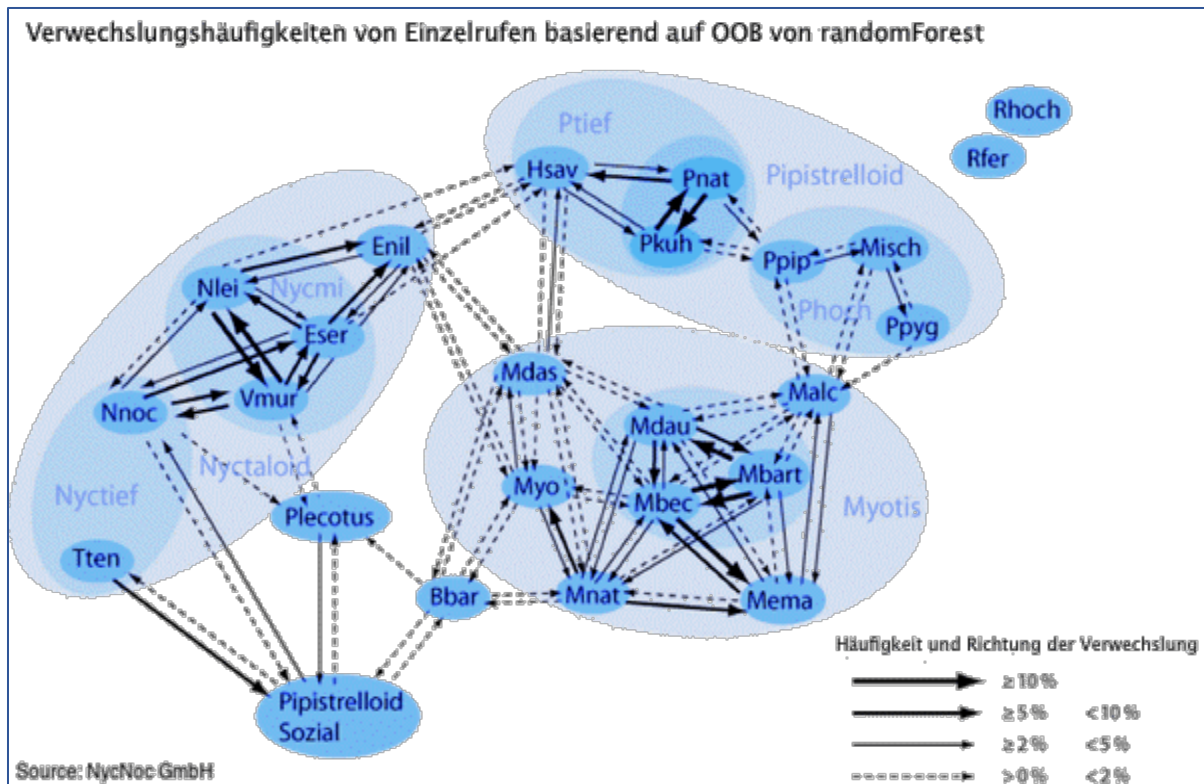 Verwechslungshäufigkeiten von Einzelrufen basierend auf OOB von randomForest
Rhoch
Rfer
Ptief
Hsav
Pnat
Pipistrelloid
Pkuh
Ppip
Misch
Phoch
Ppyg
Enil
Nlei
Nycmi
Eser
Vmur
Nnoc
Nyctaloid
Nyctief
Tten
Plecotus
Mdas
Malc
Mdau
Mbart
Myo
Mbec
Myotis
Bbar
Mnat
Mema
Pipistrelloid
Sozial
Häufigkeit und Richtung der Verwechslung
≥10%
≥5% <10%
≥2% <5%
>0% <2%
Source: NycNoc GmbH